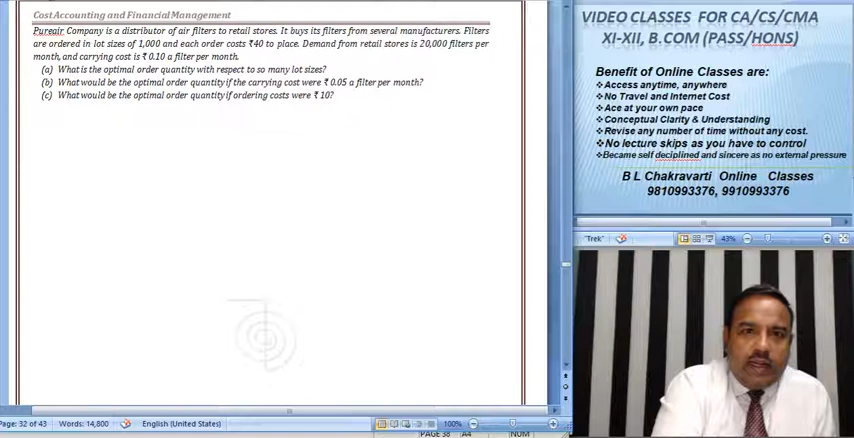 Cost Accounting and Financial Management
Pureair Company is a distributor of air filters to retail stores. It buys its filters from several manufacturers. Filters
are ordered in lot sizes of 1,000 and each order costs ₹40 to place. Demand from retail stores is 20,000 filters per
month, and carrying cost is ₹ 0.10 a filter per month.
(a) What is the optimal order quantity with respect to so many lot sizes?
(b) What would be the optimal order quantity if the carrying cost were ₹ 0.05 a filter per month?
(c) What would be the optimal order quantity if ordering costs were ₹ 10?
Page: 32 of 43
Words: 14,800
English (United States)
100%
PAGE 38
A4
NUM
VIDEO CLASSES FOR CA/CS/CMA
XI-XII, B.COM (PASS/HONS)
Benefit of Online Classes are:
❖Access anytime, anywhere
❖No Travel and Internet Cost
❖Ace at your own pace
❖Conceptual Clarity & Understanding
❖Revise any number of time without any cost.
❖No lecture skips as you have to control
❖Became self deciplined and sincere as no external pressure
B L Chakravarti Online Classes
9810993376, 9910993376
"Trek"
43%